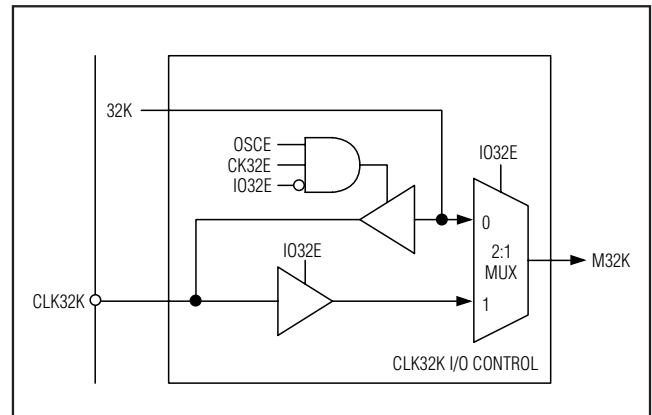 32K
OSCE
CK32E
IO32E
IO32E
0
2:1
MUX
M32K
IO32E
CLK32K
1
CLK32K I/O CONTROL